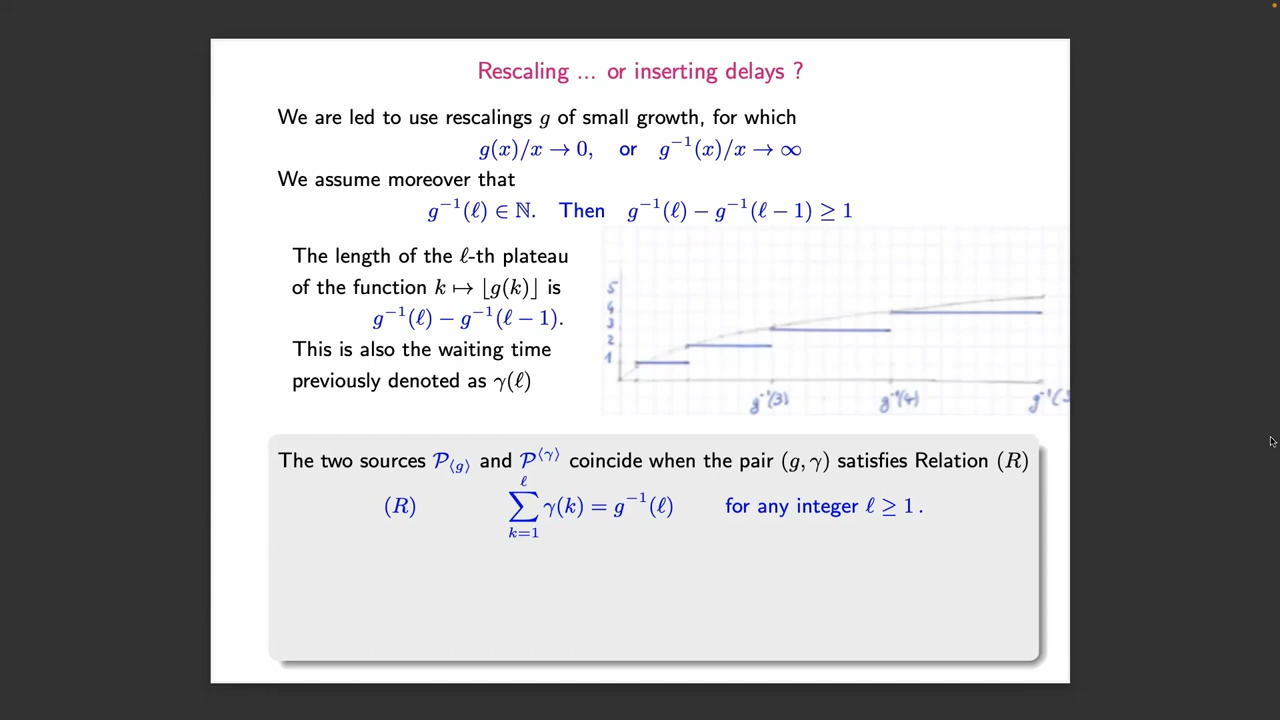 Rescaling ... or inserting delays ?
We are led to use rescalings g of small growth, for which
g(x)/x → 0, or g⁻¹(x)/x → ∞
We assume moreover that
g⁻¹(ℓ) ∈ ℕ. Then g⁻¹(ℓ) − g⁻¹(ℓ − 1) ≥ 1
The length of the ℓ-th plateau
of the function k ↦ ⌊g(k)⌋ is
g⁻¹(ℓ) − g⁻¹(ℓ − 1).
This is also the waiting time
previously denoted as γ(ℓ)
5
4
3
2
1
g⁻¹(3) g⁻¹(4) g⁻¹(5
The two sources 𝒫⟨g⟩ and 𝒫⟨γ⟩ coincide when the pair (g, γ) satisfies Relation (R)
(R) ∑_{k=1}^{ℓ} γ(k) = g⁻¹(ℓ) for any integer ℓ ≥ 1 .